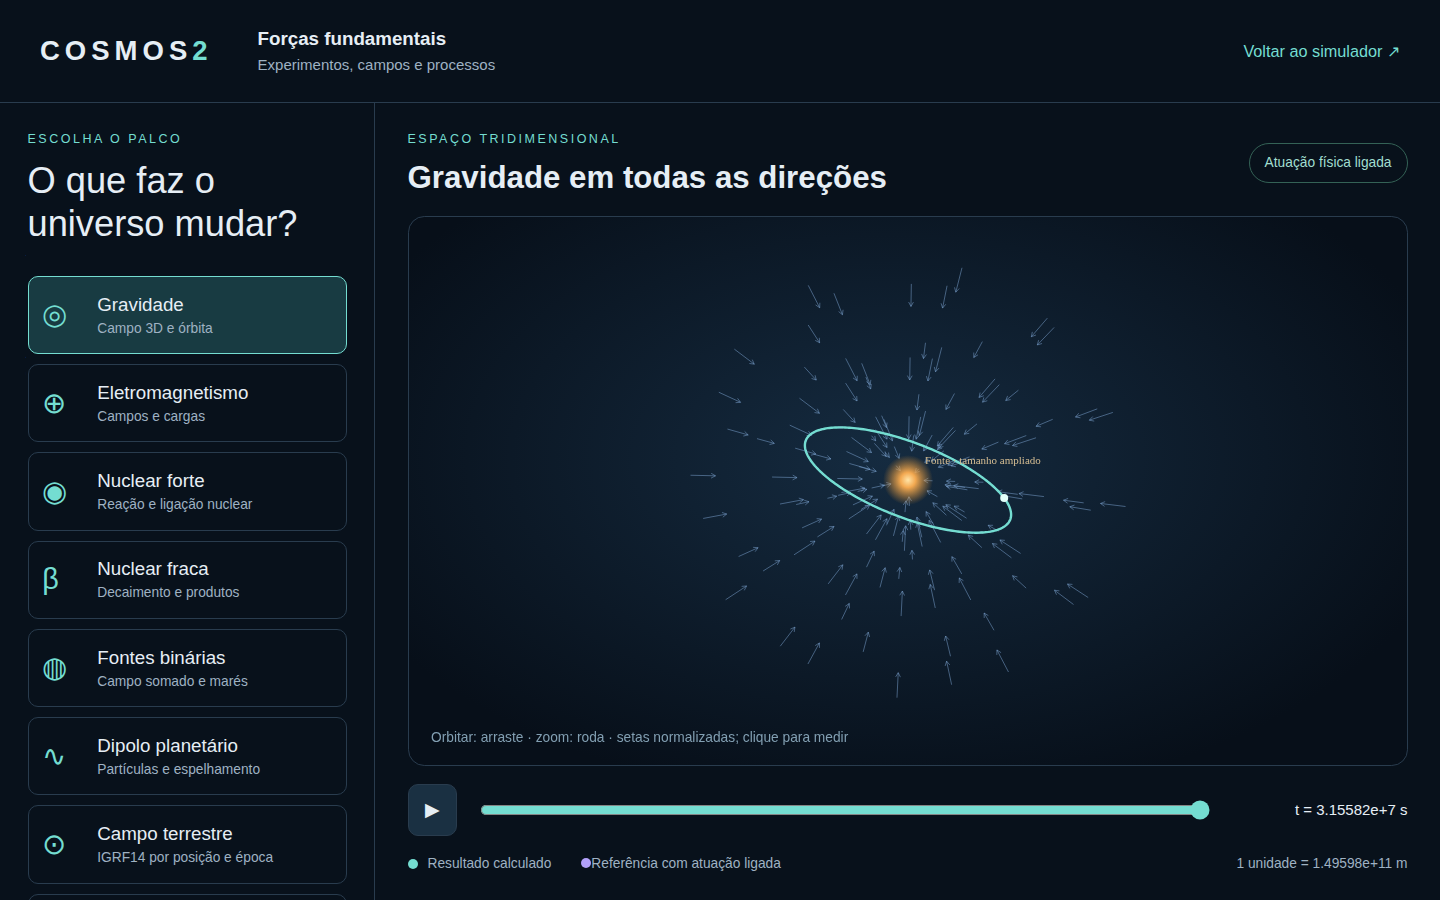 COSMOS2
Forças fundamentais
Experimentos, campos e processos
Voltar ao simulador ↗
ESCOLHA O PALCO
O que faz o
universo mudar?
Gravidade
Campo 3D e órbita
Eletromagnetismo
Campos e cargas
Nuclear forte
Reação e ligação nuclear
β
Nuclear fraca
Decaimento e produtos
Fontes binárias
Campo somado e marés
Dipolo planetário
Partículas e espelhamento
Campo terrestre
IGRF14 por posição e época
ESPAÇO TRIDIMENSIONAL
Gravidade em todas as direções
Atuação física ligada
Fonte · tamanho ampliado
Orbitar: arraste · zoom: roda · setas normalizadas; clique para medir
t = 3.15582e+7 s
Resultado calculado
Referência com atuação ligada
1 unidade = 1.49598e+11 m